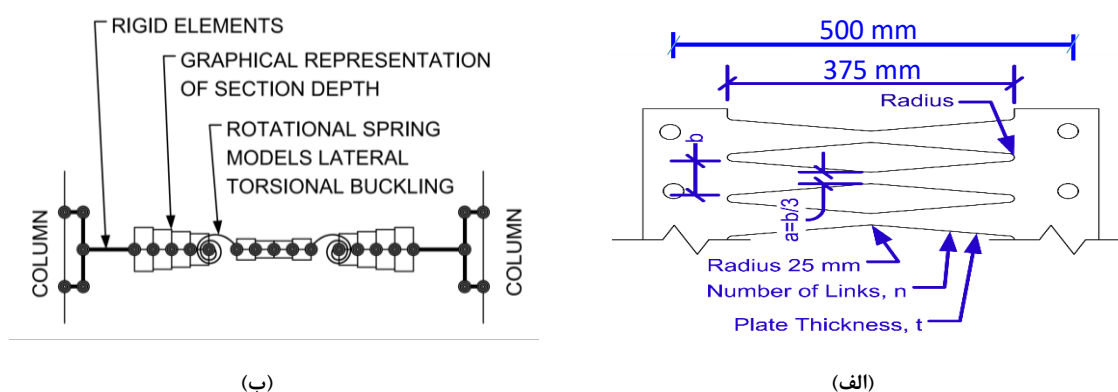 RIGID ELEMENTS
GRAPHICAL REPRESENTATION
OF SECTION DEPTH
ROTATIONAL SPRING
MODELS LATERAL
TORSIONAL BUCKLING
COLUMN
COLUMN
(ب)
500 mm
375 mm
Radius
b
a=b/3
Radius 25 mm
Number of Links, n
Plate Thickness, t
(الف)